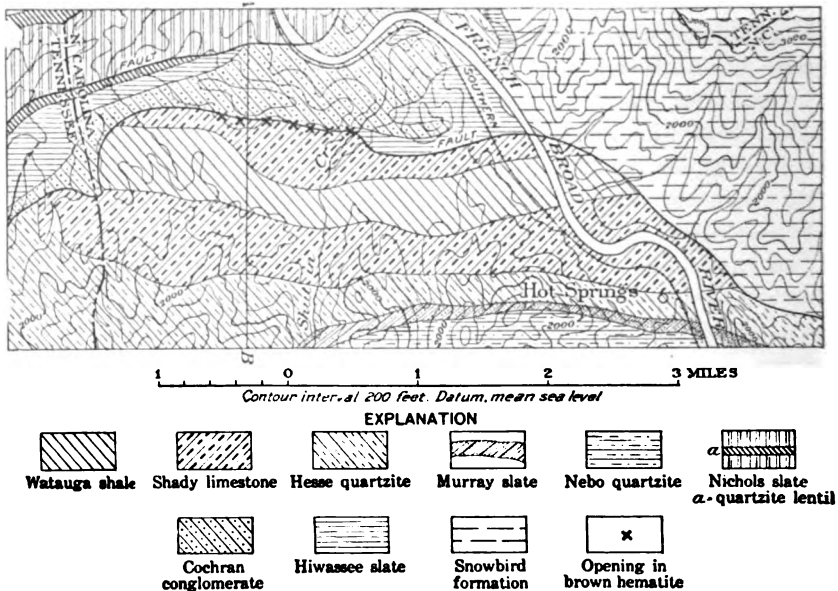 1
N. CAROLINA
TENNESSEE
FAULT
FRENCH
BROAD
RIVER
SOUTHERN
FAULT
TENN.
N.C.
2000
3000
2000
2000
2000
2000
2000
2000
2000
2000
Hot Springs
B
1 0 1 2 3 MILES
Contour interval 200 feet. Datum, mean sea level
EXPLANATION
Watauga shale
Shady limestone
Hesse quartzite
Murray slate
Nebo quartzite
a
Nichols slate
a-quartzite lentil
Cochran
conglomerate
Hiwassee slate
Snowbird
formation
x
Opening in
brown hematite